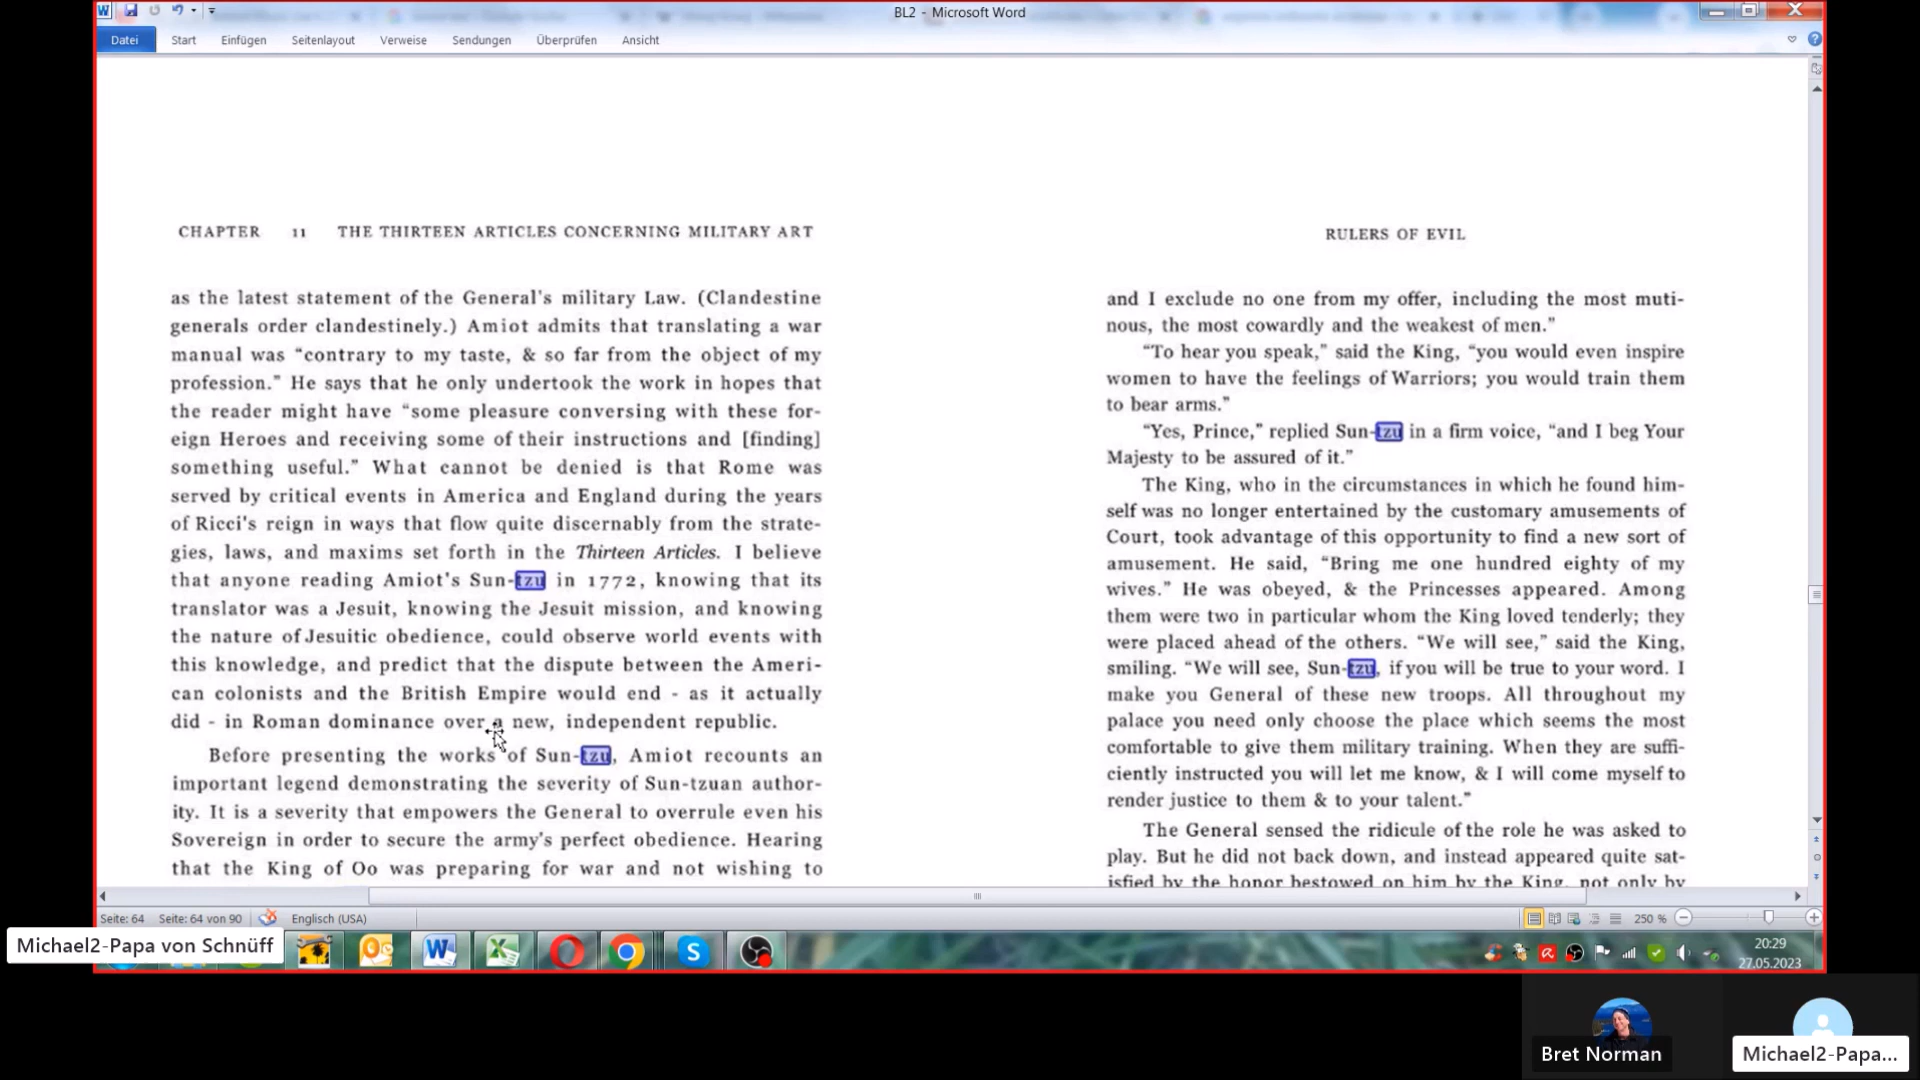 BL2 - Microsoft Word
Datei Start Einfügen Seitenlayout Verweise Sendungen Überprüfen Ansicht
CHAPTER 11 THE THIRTEEN ARTICLES CONCERNING MILITARY ART
as the latest statement of the General's military Law. (Clandestine
generals order clandestinely.) Amiot admits that translating a war
manual was “contrary to my taste, & so far from the object of my
profession.” He says that he only undertook the work in hopes that
the reader might have “some pleasure conversing with these for-
eign Heroes and receiving some of their instructions and [finding]
something useful.” What cannot be denied is that Rome was
served by critical events in America and England during the years
of Ricci's reign in ways that flow quite discernably from the strate-
gies, laws, and maxims set forth in the Thirteen Articles. I believe
that anyone reading Amiot's Sun-tzu in 1772, knowing that its
translator was a Jesuit, knowing the Jesuit mission, and knowing
the nature of Jesuitic obedience, could observe world events with
this knowledge, and predict that the dispute between the Ameri-
can colonists and the British Empire would end - as it actually
did - in Roman dominance over a new, independent republic.
Before presenting the works of Sun-tzu, Amiot recounts an
important legend demonstrating the severity of Sun-tzuan author-
ity. It is a severity that empowers the General to overrule even his
Sovereign in order to secure the army's perfect obedience. Hearing
that the King of Oo was preparing for war and not wishing to
RULERS OF EVIL
and I exclude no one from my offer, including the most muti-
nous, the most cowardly and the weakest of men.”
“To hear you speak,” said the King, “you would even inspire
women to have the feelings of Warriors; you would train them
to bear arms.”
“Yes, Prince,” replied Sun-tzu in a firm voice, “and I beg Your
Majesty to be assured of it.”
The King, who in the circumstances in which he found him-
self was no longer entertained by the customary amusements of
Court, took advantage of this opportunity to find a new sort of
amusement. He said, “Bring me one hundred eighty of my
wives.” He was obeyed, & the Princesses appeared. Among
them were two in particular whom the King loved tenderly; they
were placed ahead of the others. “We will see,” said the King,
smiling. “We will see, Sun-tzu, if you will be true to your word. I
make you General of these new troops. All throughout my
palace you need only choose the place which seems the most
comfortable to give them military training. When they are suffi-
ciently instructed you will let me know, & I will come myself to
render justice to them & to your talent.”
The General sensed the ridicule of the role he was asked to
play. But he did not back down, and instead appeared quite sat-
isfied by the honor bestowed on him by the King, not only by
Seite: 64 Seite: 64 von 90 Englisch (USA) 250 %
Michael2-Papa von Schnüff
20:29
27.05.2023
Bret Norman
Michael2-Papa...